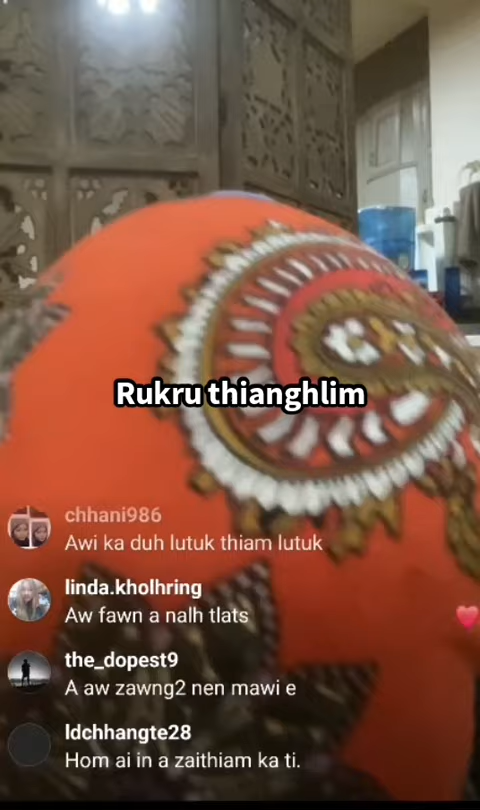 Rukru thianghlim
chhani986
Awi ka duh lutuk thiam lutuk
linda.kholhring
Aw fawn a nalh tlats
the_dopest9
A aw zawng2 nen mawi e
ldchhangte28
Hom ai in a zaithiam ka ti.